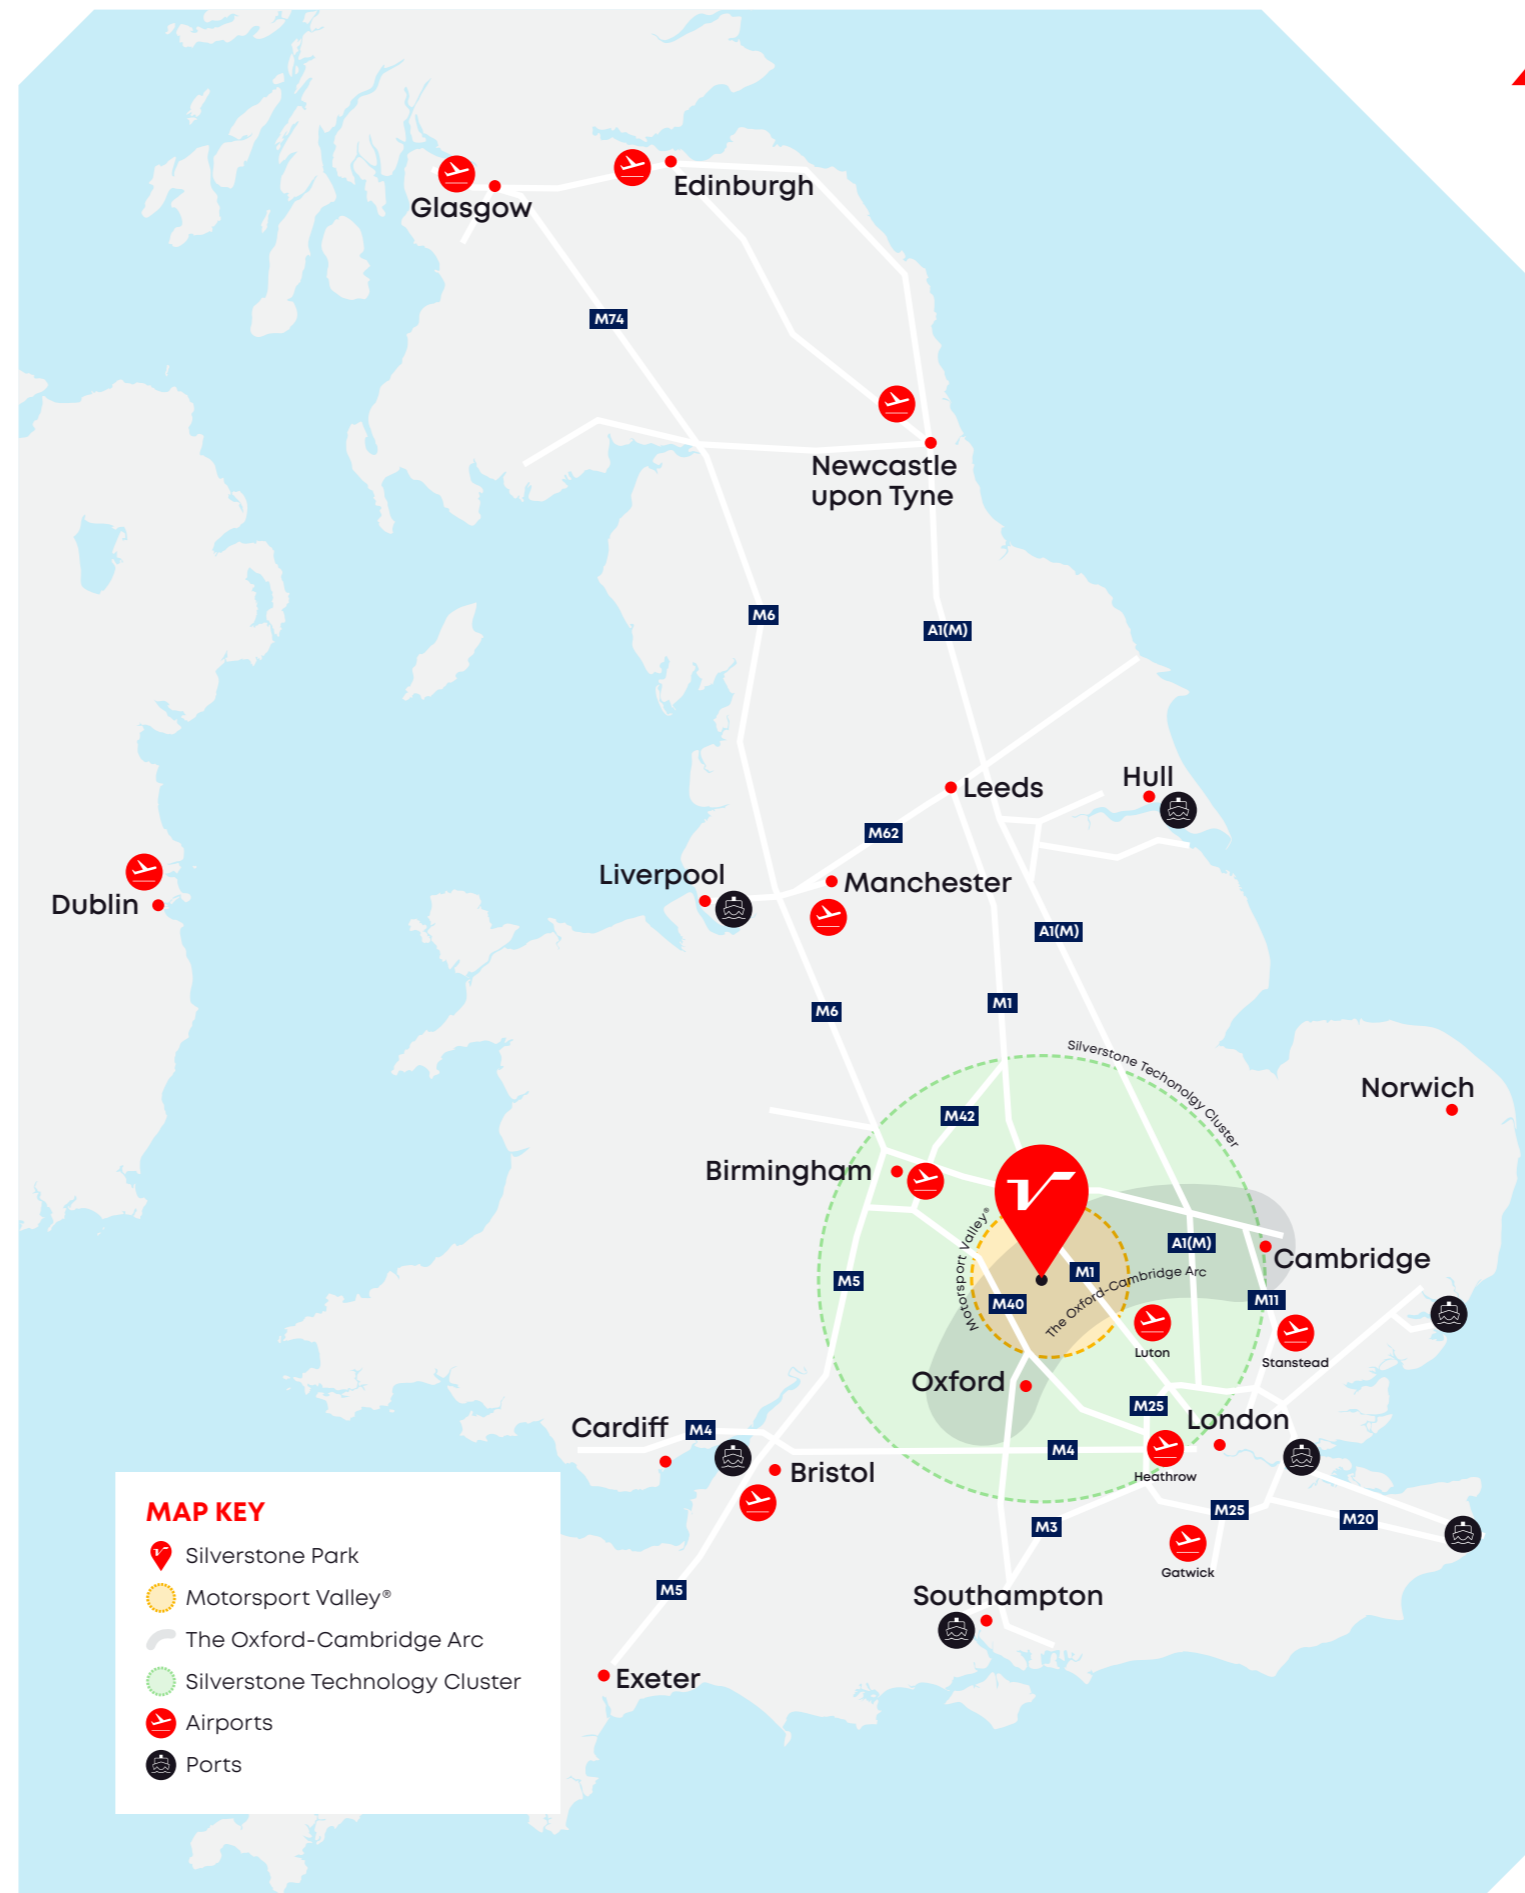 Edinburgh
Glasgow
M74
Newcastle
upon Tyne
M6
A1(M)
Leeds
Hull
M62
Liverpool
Manchester
Dublin
A1(M)
M1
M6
Silverstone Techonolgy Cluster
Norwich
M42
Birmingham
Motorsport Valley®
A1(M)
Cambridge
M1
The Oxford-Cambridge Arc
M5
M40
M11
Luton
Stanstead
Oxford
M25
London
Cardiff
M4
M4
Bristol
Heathrow
M25
M20
M3
Gatwick
M5
Southampton
Exeter
MAP KEY
Silverstone Park
Motorsport Valley®
The Oxford-Cambridge Arc
Silverstone Technology Cluster
Airports
Ports